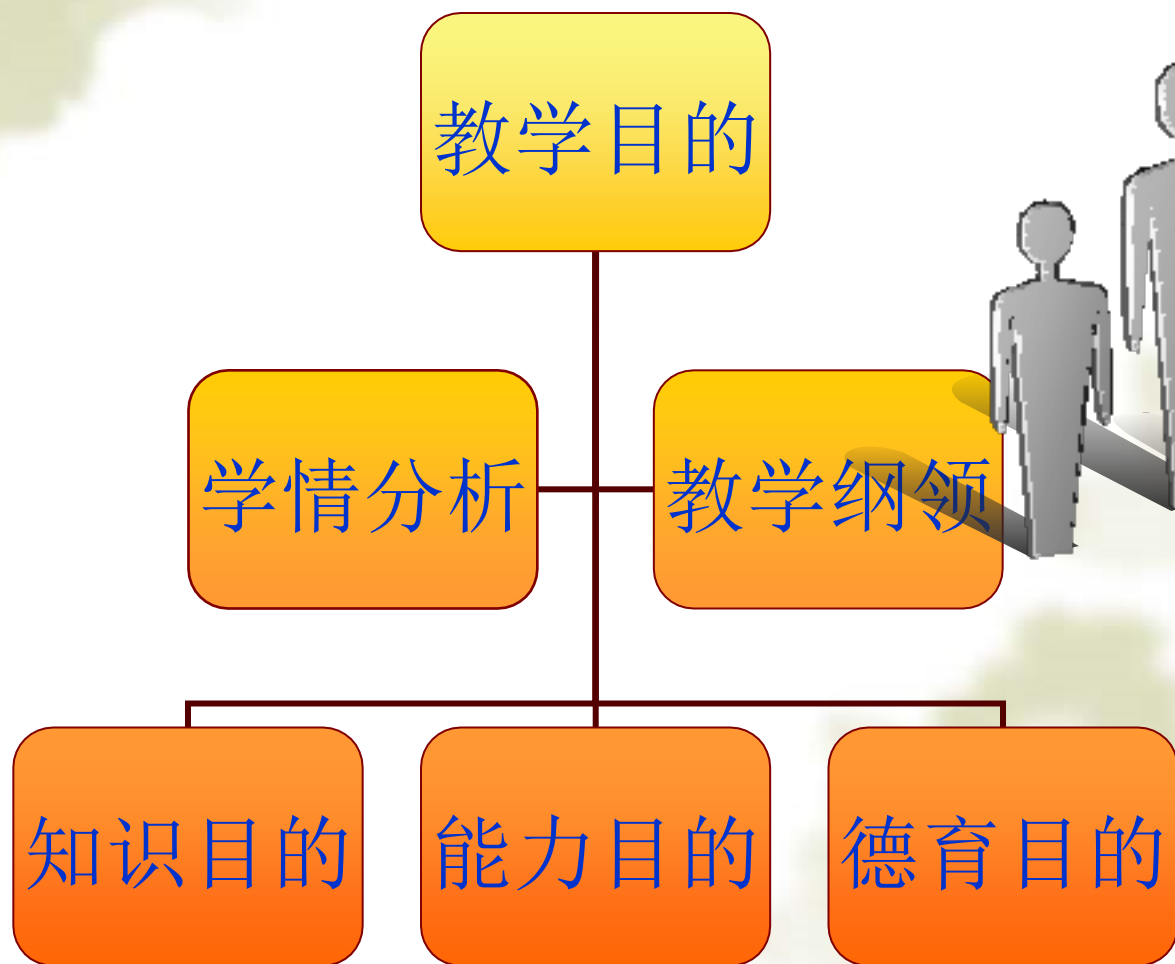 教学目的
学情分析
教学纲领
知识目的
能力目的
德育目的